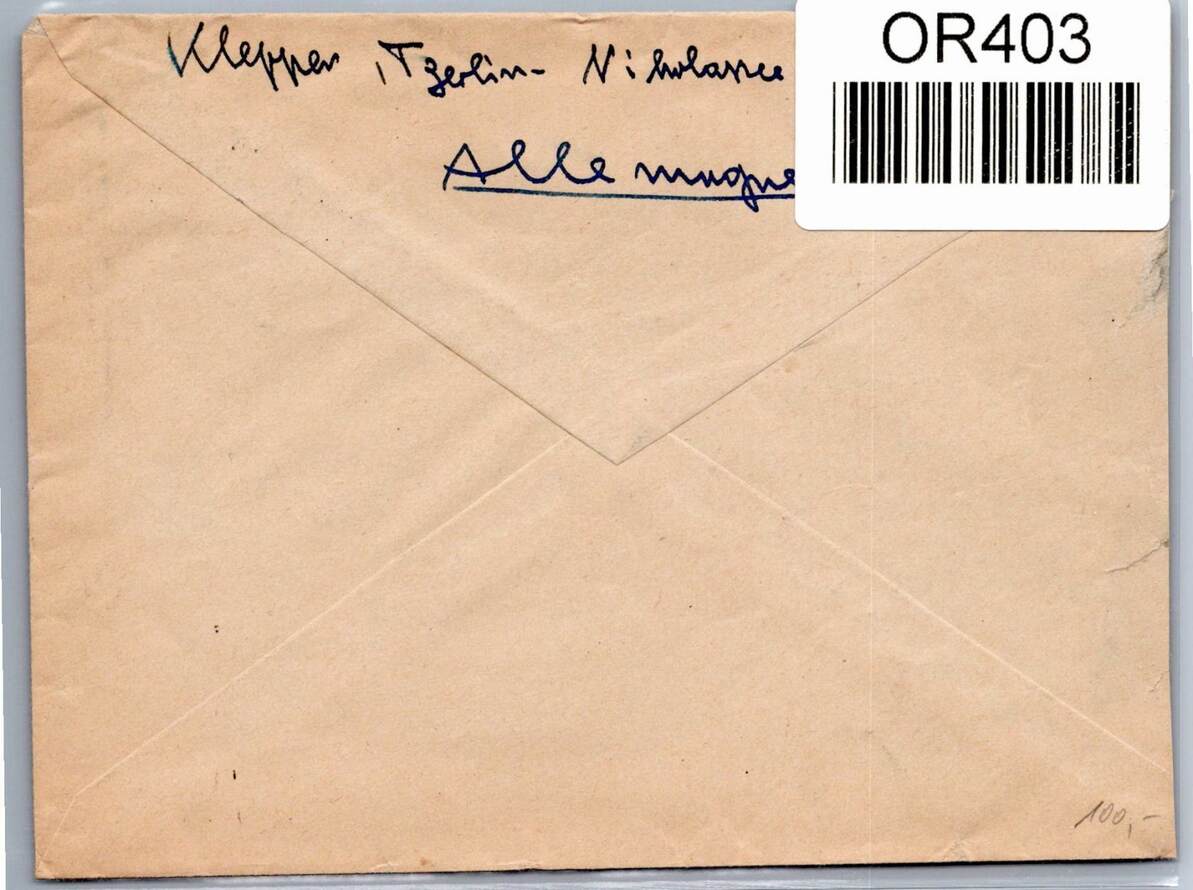 OR403
Klepper, Berlin- Nikolassee
Allemagne
100,-